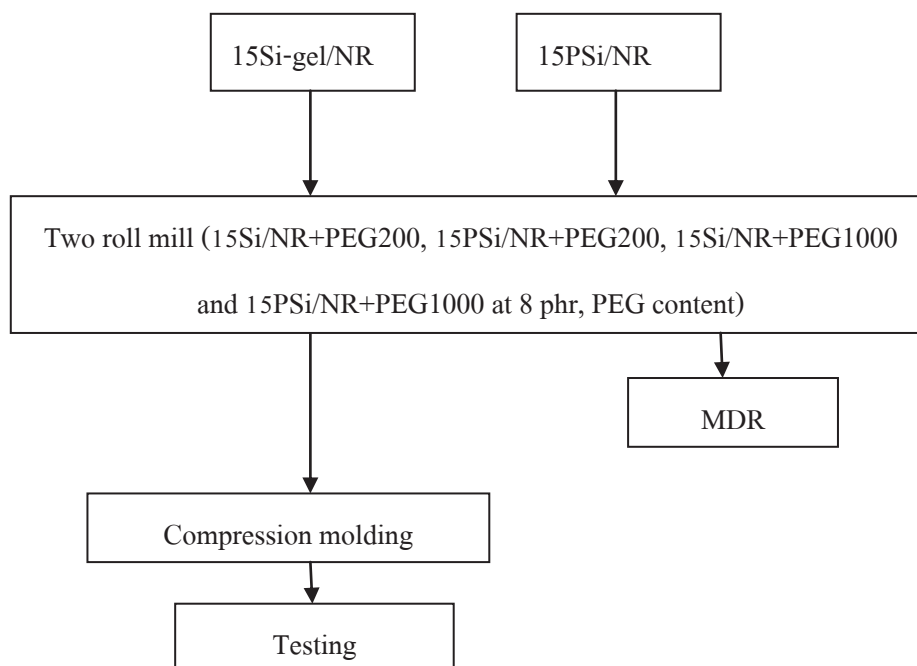 15Si-gel/NR
15PSi/NR
Two roll mill (15Si/NR+PEG200, 15PSi/NR+PEG200, 15Si/NR+PEG1000
and 15PSi/NR+PEG1000 at 8 phr, PEG content)
MDR
Compression molding
Testing